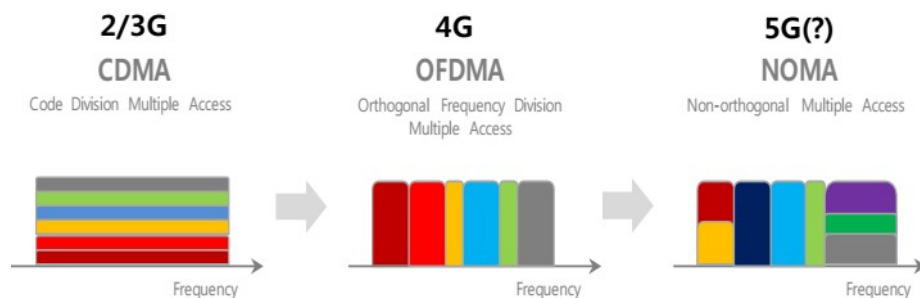 2/3G
CDMA
Code Division Multiple Access
Frequency
4G
OFDMA
Orthogonal Frequency Division
Multiple Access
Frequency
5G(?)
NOMA
Non-orthogonal Multiple Access
Frequency